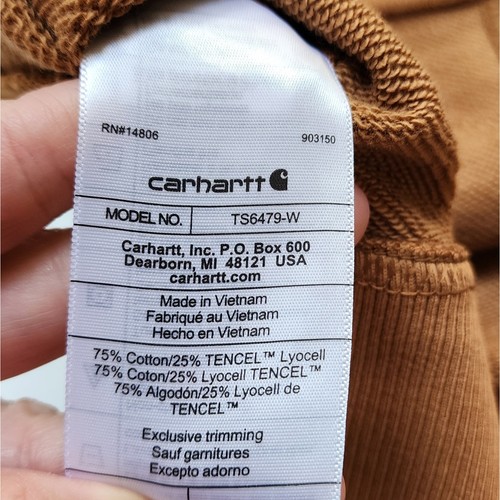 RN#14806 903150
carhartt
MODEL NO. TS6479-W
Carhartt, Inc. P.O. Box 600
Dearborn, MI 48121 USA
carhartt.com
Made in Vietnam
Fabriqué au Vietnam
Hecho en Vietnam
75% Cotton/25% TENCEL™ Lyocell
75% Coton/25% Lyocell TENCEL™
75% Algodón/25% Lyocell de
TENCEL™
Exclusive trimming
Sauf garnitures
Excepto adorno